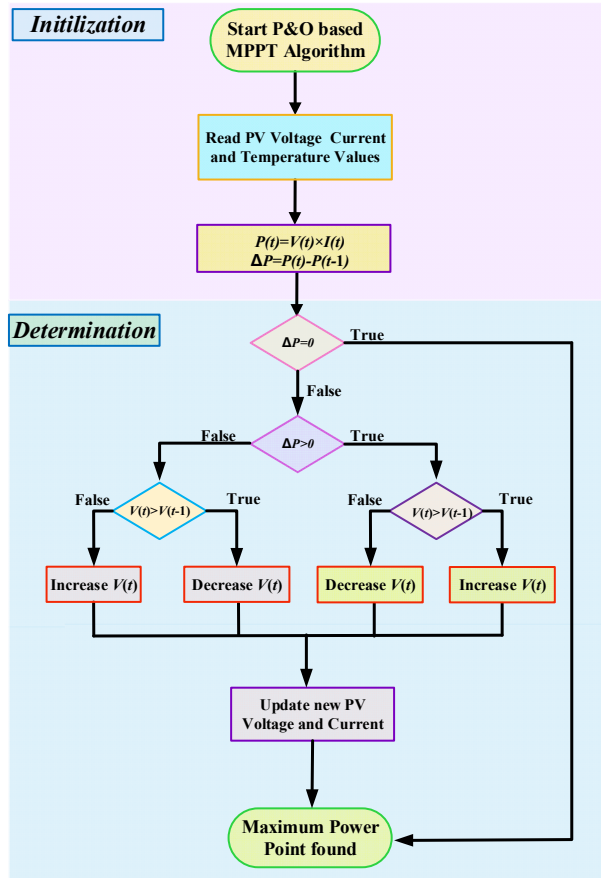 Initilization
Start P&O based
MPPT Algorithm
Read PV Voltage Current
and Temperature Values
P(t)=V(t)×I(t)
ΔP=P(t)-P(t-1)
Determination
ΔP=0
True
False
ΔP>0
False
True
V(t)>V(t-1)
False
True
V(t)>V(t-1)
False
True
Increase V(t)
Decrease V(t)
Decrease V(t)
Increase V(t)
Update new PV
Voltage and Current
Maximum Power
Point found